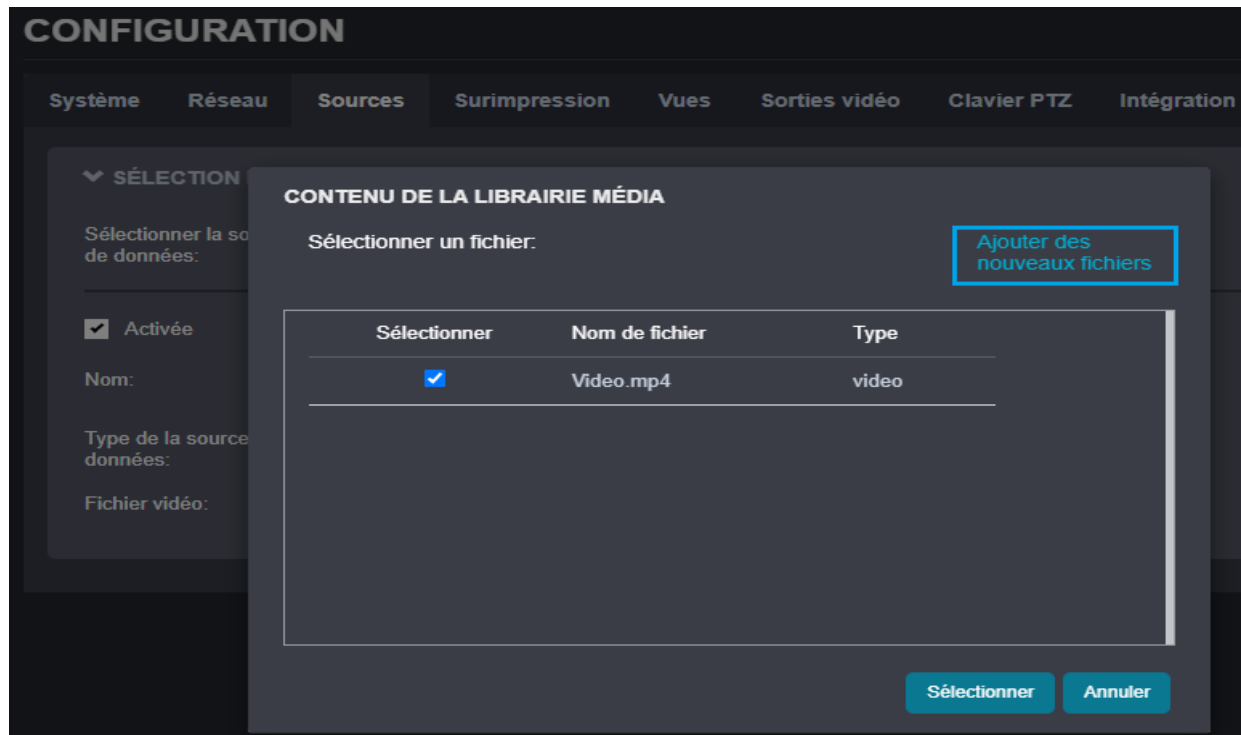 CONFIGURATION
Système Réseau Sources Surimpression Vues Sorties vidéo Clavier PTZ Intégration
SÉLECTION
CONTENU DE LA LIBRAIRIE MÉDIA
Sélectionner la so
de données:
Sélectionner un fichier:
Ajouter des
nouveaux fichiers
Activée
Sélectionner Nom de fichier Type
Nom:
Video.mp4 video
Type de la source
données:
Fichier vidéo:
Sélectionner Annuler